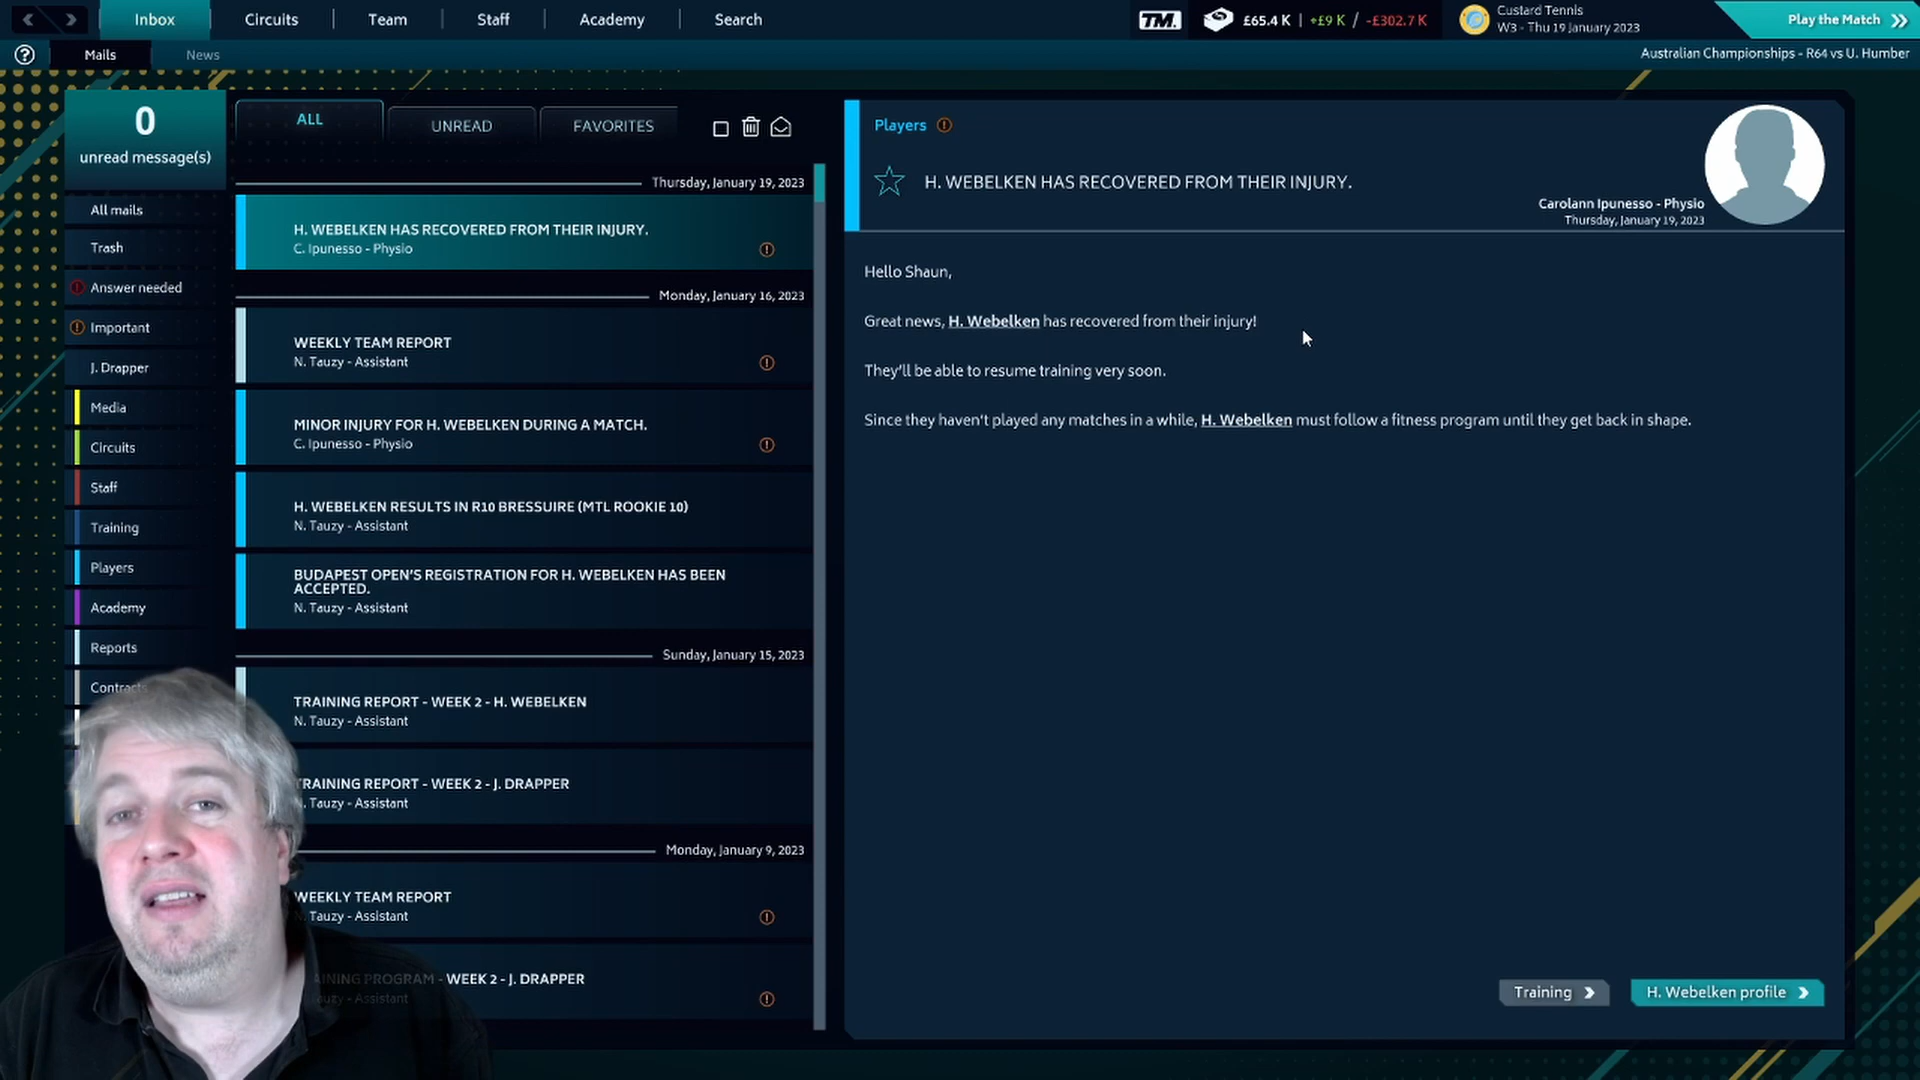 Inbox
Circuits
Team
Staff
Academy
Search
TM.
£65.4 K | +£9 K / -£302.7 K
Custard Tennis
W3 - Thu 19 January 2023
Play the Match
Mails
News
Australian Championships - R64 vs U. Humber
0
unread message(s)
All mails
Trash
Answer needed
Important
J. Drapper
Media
Circuits
Staff
Training
Players
Academy
Reports
ALL
UNREAD
FAVORITES
Thursday, January 19, 2023
H. WEBELKEN HAS RECOVERED FROM THEIR INJURY.
C. Ipunesso - Physio
Monday, January 16, 2023
WEEKLY TEAM REPORT
N. Tauzy - Assistant
MINOR INJURY FOR H. WEBELKEN DURING A MATCH.
C. Ipunesso - Physio
H. WEBELKEN RESULTS IN R10 BRESSUIRE (MTL ROOKIE 10)
N. Tauzy - Assistant
BUDAPEST OPEN'S REGISTRATION FOR H. WEBELKEN HAS BEEN
ACCEPTED.
N. Tauzy - Assistant
Sunday, January 15, 2023
TRAINING REPORT - WEEK 2 - H. WEBELKEN
N. Tauzy - Assistant
TRAINING REPORT - WEEK 2 - J. DRAPPER
Tauzy - Assistant
Monday, January 9, 2023
WEEKLY TEAM REPORT
Tauzy - Assistant
PROGRAM - WEEK 2 - J. DRAPPER
Tauzy - Assistant
Players
H. WEBELKEN HAS RECOVERED FROM THEIR INJURY.
Carolann Ipunesso - Physio
Thursday, January 19, 2023
Hello Shaun,
Great news, H. Webelken has recovered from their injury!
They'll be able to resume training very soon.
Since they haven't played any matches in a while, H. Webelken must follow a fitness program until they get back in shape.
Training
H. Webelken profile